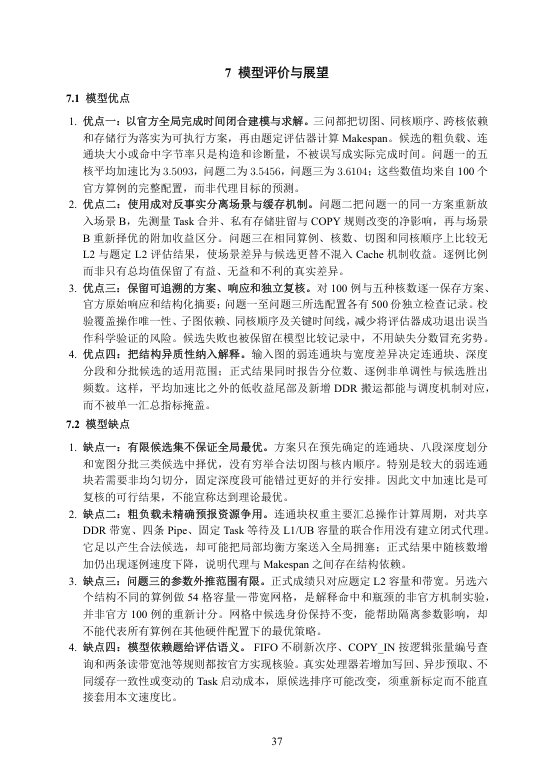 7 模型评价与展望
7.1 模型优点
1. 优点一：以官方全局完成时间闭合建模与求解。三问都把切图、同核顺序、跨核依赖
和存储行为落实为可执行方案，再由题定评估器计算 Makespan。候选的粗负载、连
通块大小或命中字节率只是构造和诊断量，不被误写成实际完成时间。问题一的五
核平均加速比为 3.5093，问题二为 3.5456，问题三为 3.6104；这些数值均来自 100 个
官方算例的完整配置，而非代理目标的预测。
2. 优点二：使用成对反事实分离场景与缓存机制。问题二把问题一的同一方案重新放
入场景 B，先测量 Task 合并、私有存储驻留与 COPY 规则改变的净影响，再与场景
B 重新择优的附加收益区分。问题三在相同算例、核数、切图和同核顺序上比较无
L2 与题定 L2 评估结果，使场景差异与候选更替不混入 Cache 机制收益。逐例比例
而非只有总均值保留了有益、无益和不利的真实差异。
3. 优点三：保留可追溯的方案、响应和独立复核。对 100 例与五种核数逐一保存方案、
官方原始响应和结构化摘要；问题一至问题三所选配置各有 500 份独立检查记录。校
验覆盖操作唯一性、子图依赖、同核顺序及关键时间线，减少将评估器成功退出误当
作科学验证的风险。候选失败也被保留在模型比较记录中，不用缺失分数冒充劣势。
4. 优点四：把结构异质性纳入解释。输入图的弱连通块与宽度差异决定连通块、深度
分段和分批候选的适用范围；正式结果同时报告分位数、逐例非单调性与候选胜出
频数。这样，平均加速比之外的低收益尾部及新增 DDR 搬运都能与调度机制对应，
而不被单一汇总指标掩盖。
7.2 模型缺点
1. 缺点一：有限候选集不保证全局最优。方案只在预先确定的连通块、八段深度划分
和宽图分批三类候选中择优，没有穷举合法切图与核内顺序。特别是较大的弱连通
块若需要非均匀切分，固定深度段可能错过更好的并行安排。因此文中加速比是可
复核的可行结果，不能宣称达到理论最优。
2. 缺点二：粗负载未精确预报资源争用。连通块权重主要汇总操作计算周期，对共享
DDR 带宽、四条 Pipe、固定 Task 等待及 L1/UB 容量的联合作用没有建立闭式代理。
它足以产生合法候选，却可能把局部均衡方案送入全局拥塞；正式结果中随核数增
加仍出现逐例速度下降，说明代理与 Makespan 之间存在结构依赖。
3. 缺点三：问题三的参数外推范围有限。正式成绩只对应题定 L2 容量和带宽。另选六
个结构不同的算例做 54 格容量—带宽网格，是解释命中和瓶颈的非官方机制实验，
并非官方 100 例的重新计分。网格中候选身份保持不变，能帮助隔离参数影响，却
不能代表所有算例在其他硬件配置下的最优策略。
4. 缺点四：模型依赖题给评估语义。FIFO 不刷新次序、COPY_IN 按逻辑张量编号查
询和两条读带宽池等规则都按官方实现核验。真实处理器若增加写回、异步预取、不
同缓存一致性或变动的 Task 启动成本，原候选排序可能改变，须重新标定而不能直
接套用本文速度比。
37